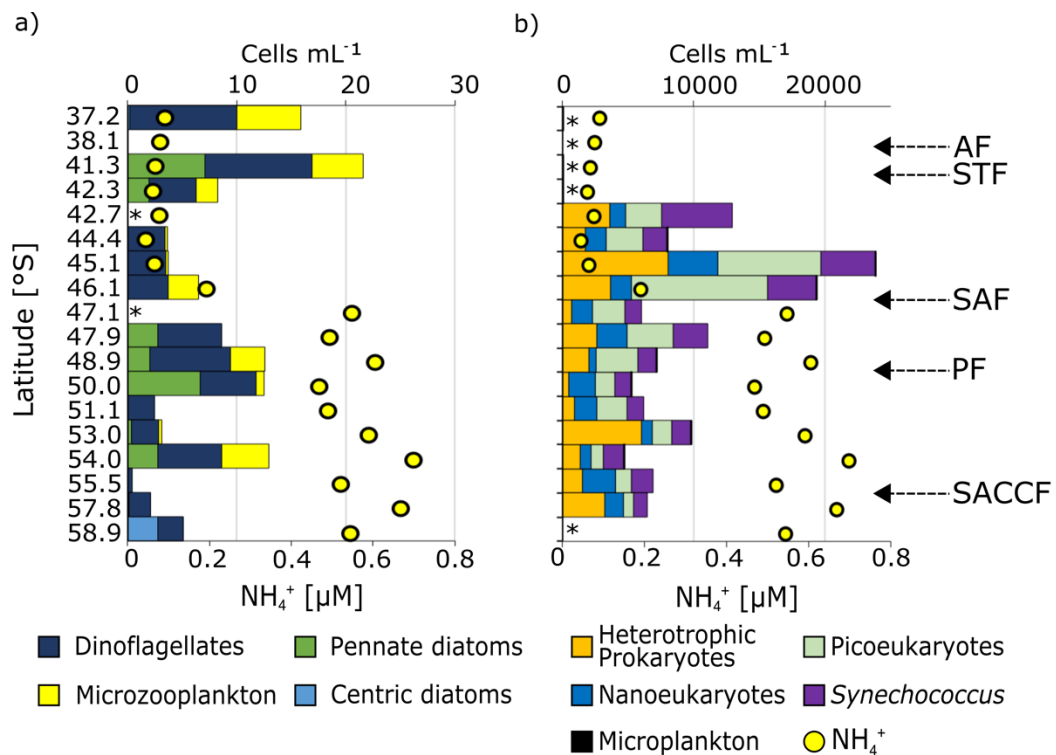 a)
Cells mL⁻¹
0 10 20 30
Latitude [°S]
37.2
38.1
41.3
42.3
42.7 *
44.4
45.1
46.1
47.1 *
47.9
48.9
50.0
51.1
53.0
54.0
55.5
57.8
58.9
0 0.2 0.4 0.6 0.8
NH₄⁺ [µM]
Dinoflagellates
Pennate diatoms
Microzooplankton
Centric diatoms
b)
Cells mL⁻¹
0 100000 20000
*
*
*
*
*
AF
STF
SAF
PF
SACCF
0 0.2 0.4 0.6 0.8
NH₄⁺ [µM]
Heterotrophic
Prokaryotes
Picoeukaryotes
Nanoeukaryotes
Synechococcus
Microplankton
NH₄⁺